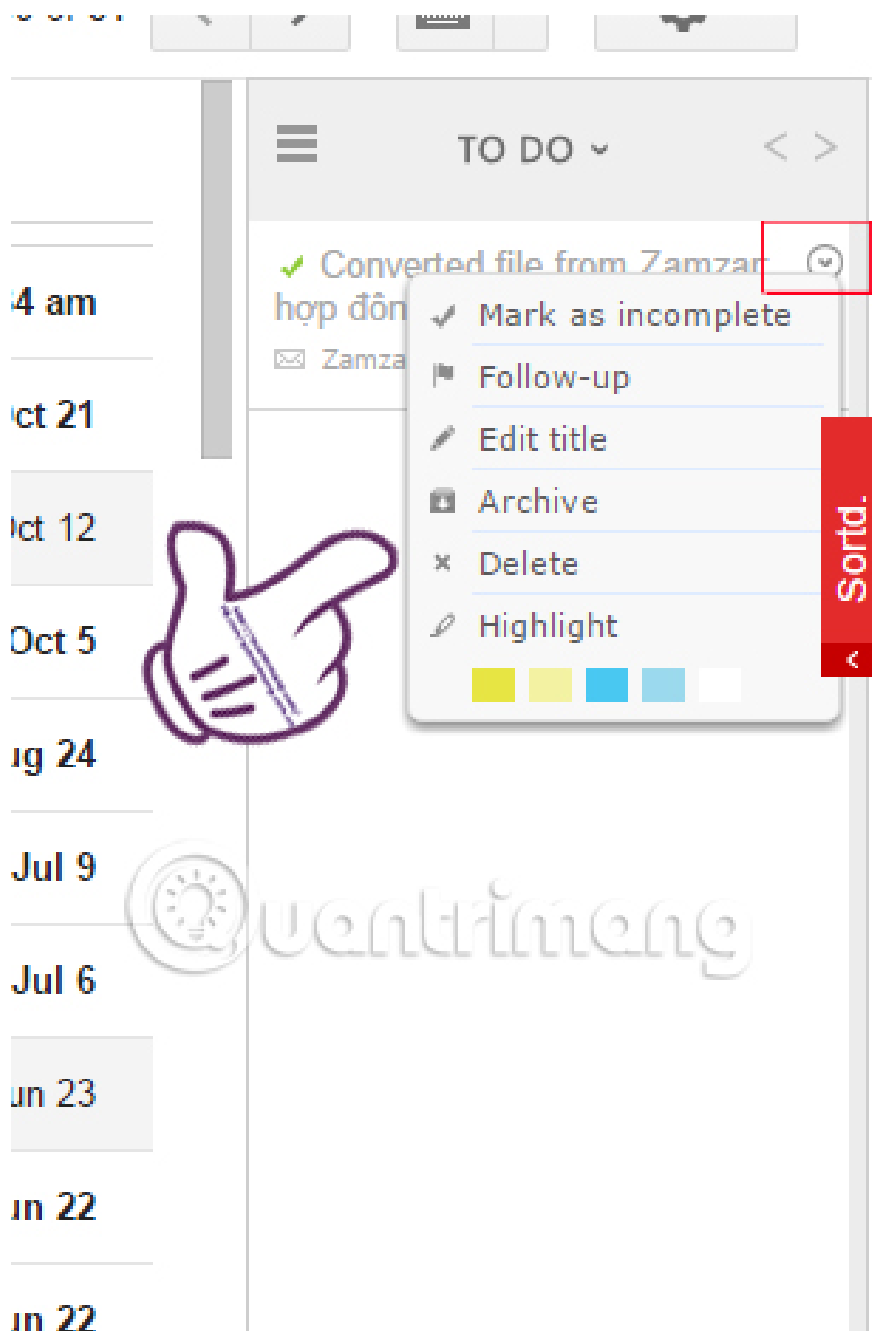 TO DO
Converted file from Zamzar
hợp đồn
Zamza
Mark as incomplete
Follow-up
Edit title
Archive
Delete
Highlight
Sortd.
4 am
ct 21
ct 12
Oct 5
ug 24
Jul 9
Jul 6
un 23
un 22
un 22
Quantrimang